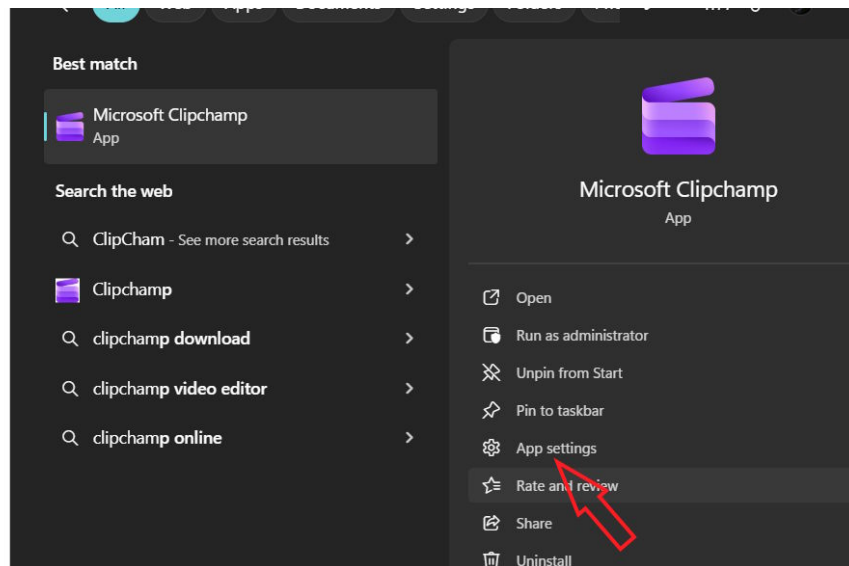 Best match
Microsoft Clipchamp
App
Search the web
ClipCham - See more search results
Clipchamp
clipchamp download
clipchamp video editor
clipchamp online
Microsoft Clipchamp
App
Open
Run as administrator
Unpin from Start
Pin to taskbar
App settings
Rate and review
Share
Uninstall